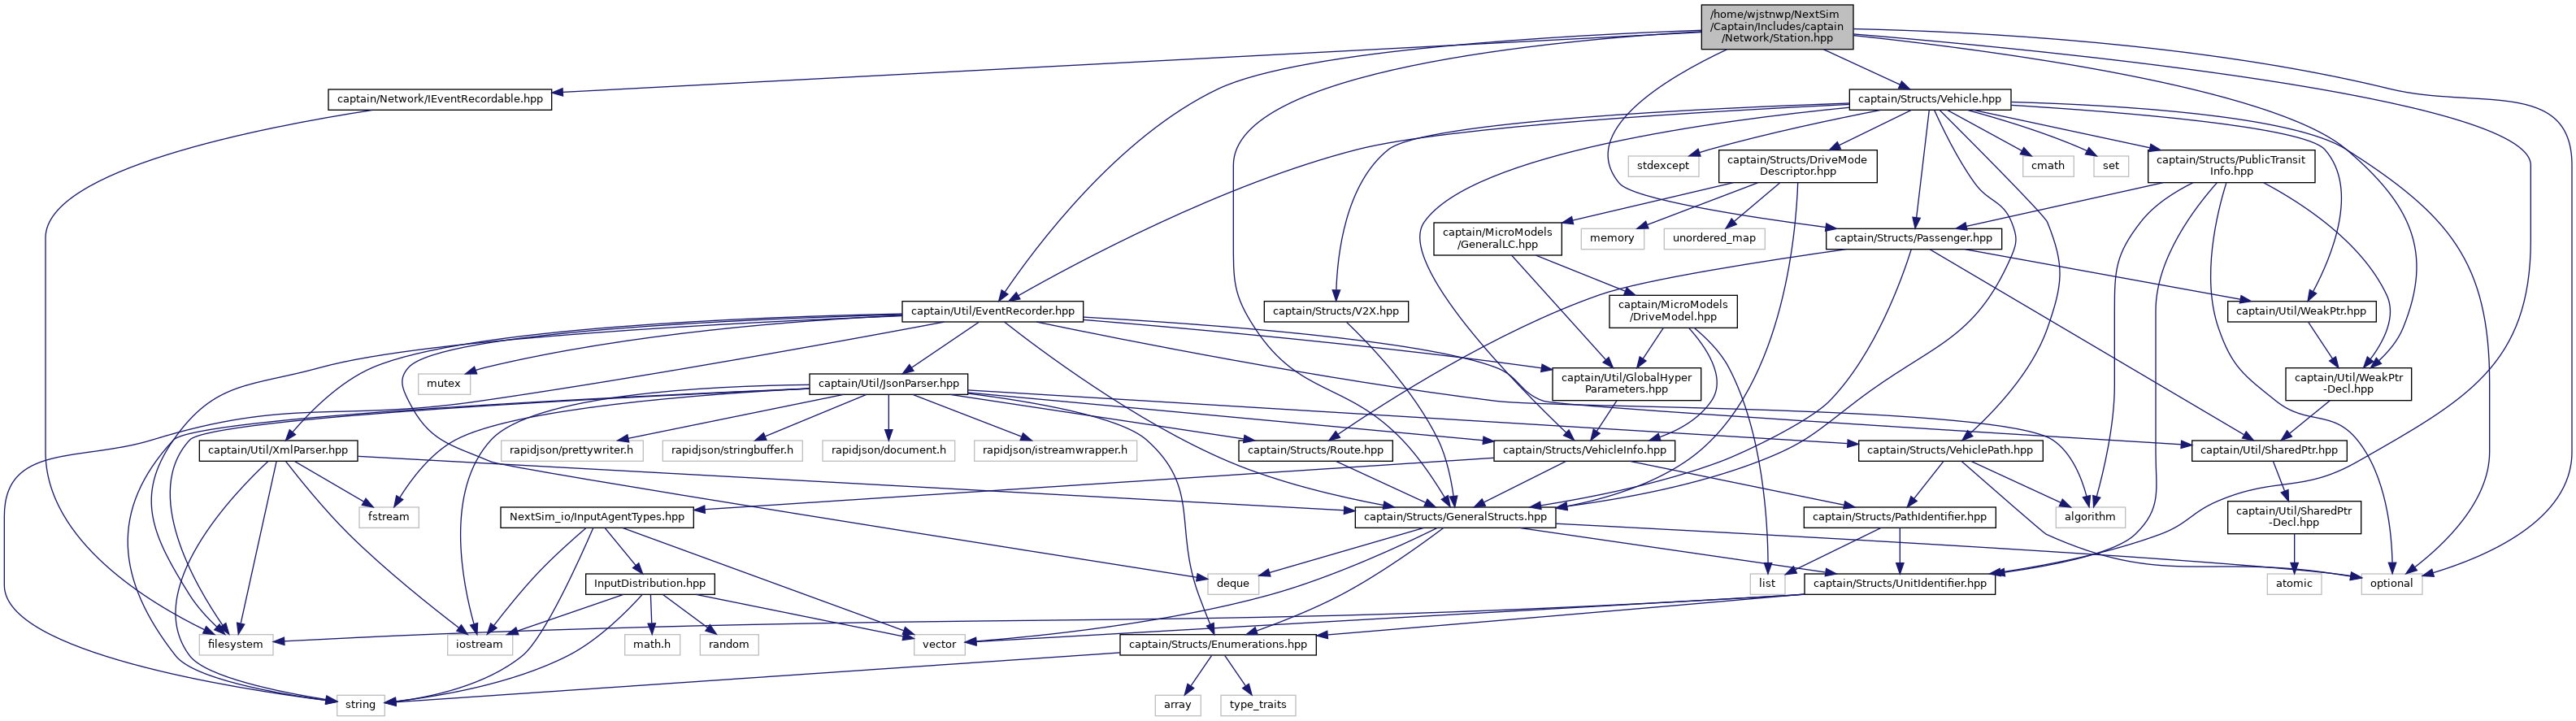 /home/wjstnwp/NextSim
/Captain/Includes/captain
/Network/Station.hpp
captain/Network/IEventRecordable.hpp
captain/Structs/Vehicle.hpp
stdexcept
captain/Structs/DriveMode
Descriptor.hpp
cmath
set
captain/Structs/PublicTransit
Info.hpp
captain/MicroModels
/GeneralLC.hpp
memory
unordered_map
captain/Structs/Passenger.hpp
captain/Util/EventRecorder.hpp
captain/Structs/V2X.hpp
captain/MicroModels
/DriveModel.hpp
captain/Util/WeakPtr.hpp
mutex
captain/Util/JsonParser.hpp
captain/Util/GlobalHyper
Parameters.hpp
captain/Util/WeakPtr
-Decl.hpp
captain/Util/XmlParser.hpp
rapidjson/prettywriter.h
rapidjson/stringbuffer.h
rapidjson/document.h
rapidjson/istreamwrapper.h
captain/Structs/Route.hpp
captain/Structs/VehicleInfo.hpp
captain/Structs/VehiclePath.hpp
captain/Util/SharedPtr.hpp
fstream
NextSim_io/InputAgentTypes.hpp
captain/Structs/GeneralStructs.hpp
captain/Structs/PathIdentifier.hpp
algorithm
captain/Util/SharedPtr
-Decl.hpp
InputDistribution.hpp
deque
list
captain/Structs/UnitIdentifier.hpp
atomic
optional
filesystem
iostream
math.h
random
vector
captain/Structs/Enumerations.hpp
string
array
type_traits